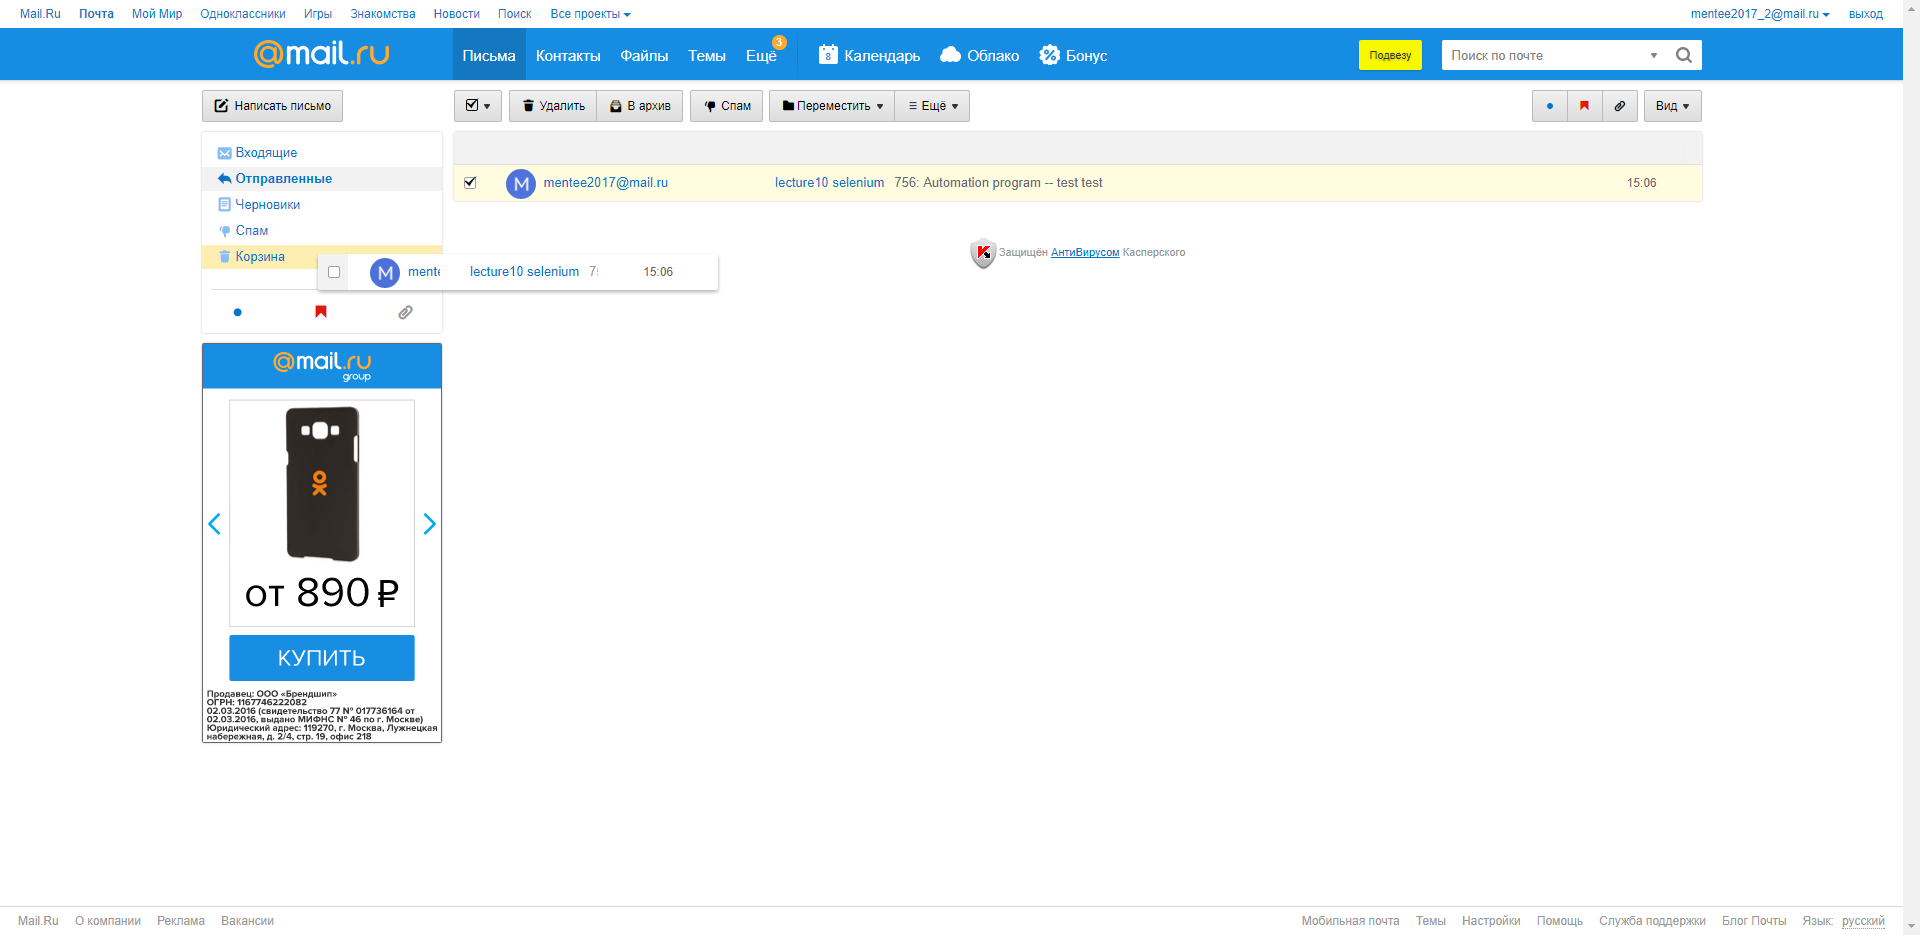 Mail.Ru Почта Мой Мир Одноклассники Игры Знакомства Новости Поиск Все проекты mentee2017_2@mail.ru выход
@mail.ru Письма Контакты Файлы Темы Ещё 3 8 Календарь Облако Бонус Подвезу Поиск по почте
Написать письмо Удалить В архив Спам Переместить Ещё Вид
Входящие
Отправленные
Черновики
Спам
Корзина
M mentee2017@mail.ru lecture10 selenium 756: Automation program -- test test 15:06
Защищён АнтиВирусом Касперского
M mente lecture10 selenium 75 15:06
@mail.ru
group
от 890 ₽
КУПИТЬ
Продавец: ООО «Брендшип»
ОГРН: 1167746222082
02.03.2016 (свидетельство 77 № 017736164 от
02.03.2016, выдано МИФНС № 46 по г. Москве)
Юридический адрес: 119270, г. Москва, Лужнецкая
набережная, д. 2/4, стр. 19, офис 218
Mail.Ru О компании Реклама Вакансии Мобильная почта Темы Настройки Помощь Служба поддержки Блог Почты Язык: русский